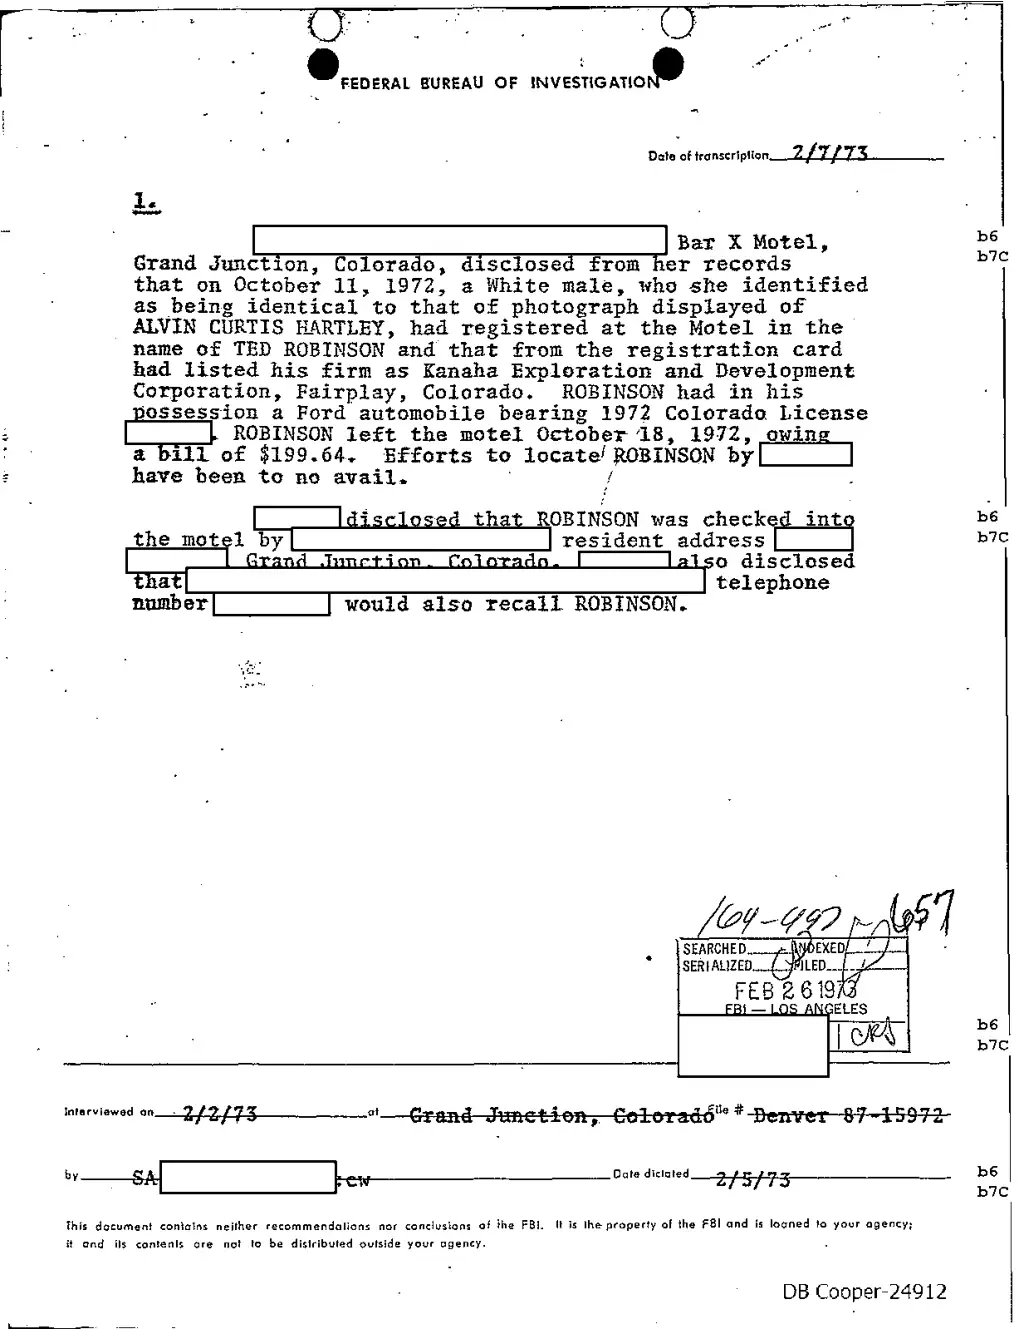 FEDERAL BUREAU OF INVESTIGATION
Date of transcription 2/7/73
1.
b6
Bar X Motel,
b7C
Grand Junction, Colorado, disclosed from her records
that on October 11, 1972, a White male, who she identified
as being identical to that of photograph displayed of
ALVIN CURTIS HARTLEY, had registered at the Motel in the
name of TED ROBINSON and that from the registration card
had listed his firm as Kanaha Exploration and Development
Corporation, Fairplay, Colorado. ROBINSON had in his
possession a Ford automobile bearing 1972 Colorado License
. ROBINSON left the motel October 18, 1972, owing
a bill of $199.64. Efforts to locate ROBINSON by
have been to no avail.
disclosed that ROBINSON was checked into
b6
the motel by resident address
b7C
Grand Junction, Colorado. also disclosed
that telephone
number would also recall ROBINSON.
164-497-657
SEARCHED INDEXED
SERIALIZED FILED
FEB 26 1973
FBI — LOS ANGELES
b6
b7C
Interviewed on 2/2/73 at Grand Junction, Colorado File # Denver 87-15972
by SA :cw Date dictated 2/5/73
b6
b7C
This document contains neither recommendations nor conclusions of the FBI. It is the property of the FBI and is loaned to your agency;
it and its contents are not to be distributed outside your agency.
DB Cooper-24912